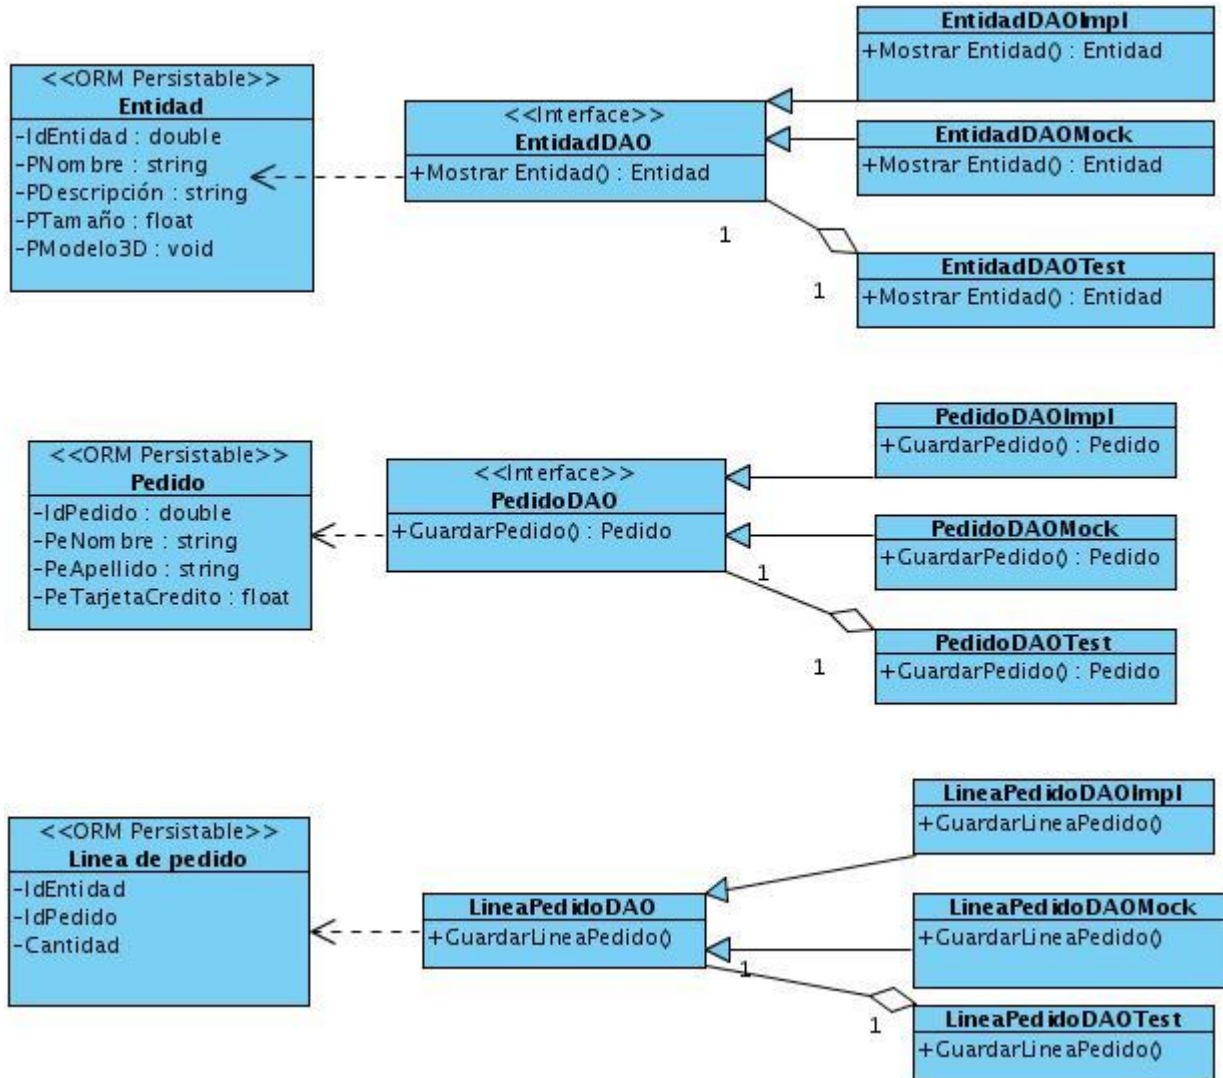 <<ORM Persistable>>
Entidad
-IdEntidad : double
-PNombre : string
-PDescripción : string
-PTamaño : float
-PModelo3D : void
<<Interface>>
EntidadDAO
+Mostrar Entidad() : Entidad
EntidadDAOImpl
+Mostrar Entidad() : Entidad
EntidadDAOMock
+Mostrar Entidad() : Entidad
1
1
EntidadDAOTest
+Mostrar Entidad() : Entidad
<<ORM Persistable>>
Pedido
-IdPedido : double
-PeNombre : string
-PeApellido : string
-PeTarjetaCredito : float
<<Interface>>
PedidoDAO
+GuardarPedido() : Pedido
PedidoDAOImpl
+GuardarPedido() : Pedido
PedidoDAOMock
+GuardarPedido() : Pedido
1
1
PedidoDAOTest
+GuardarPedido() : Pedido
<<ORM Persistable>>
Linea de pedido
-IdEntidad
-IdPedido
-Cantidad
LineaPedidoDAO
+GuardarLineaPedido()
LineaPedidoDAOImpl
+GuardarLineaPedido()
LineaPedidoDAOMock
+GuardarLineaPedido()
1
1
LineaPedidoDAOTest
+GuardarLineaPedido()